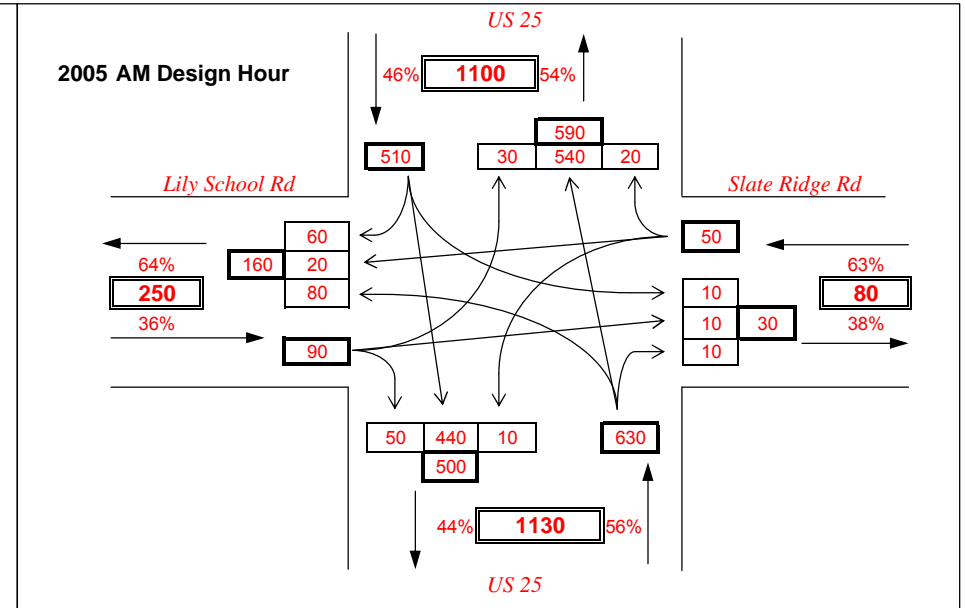 US 25
2005 AM Design Hour
46% 1100 54%
590
510 30 540 20
Lily School Rd Slate Ridge Rd
60 50
64% 160 20 63%
250 80 10 80
36% 10 30 38%
90 10
50 440 10 630
500
44% 1130 56%
US 25